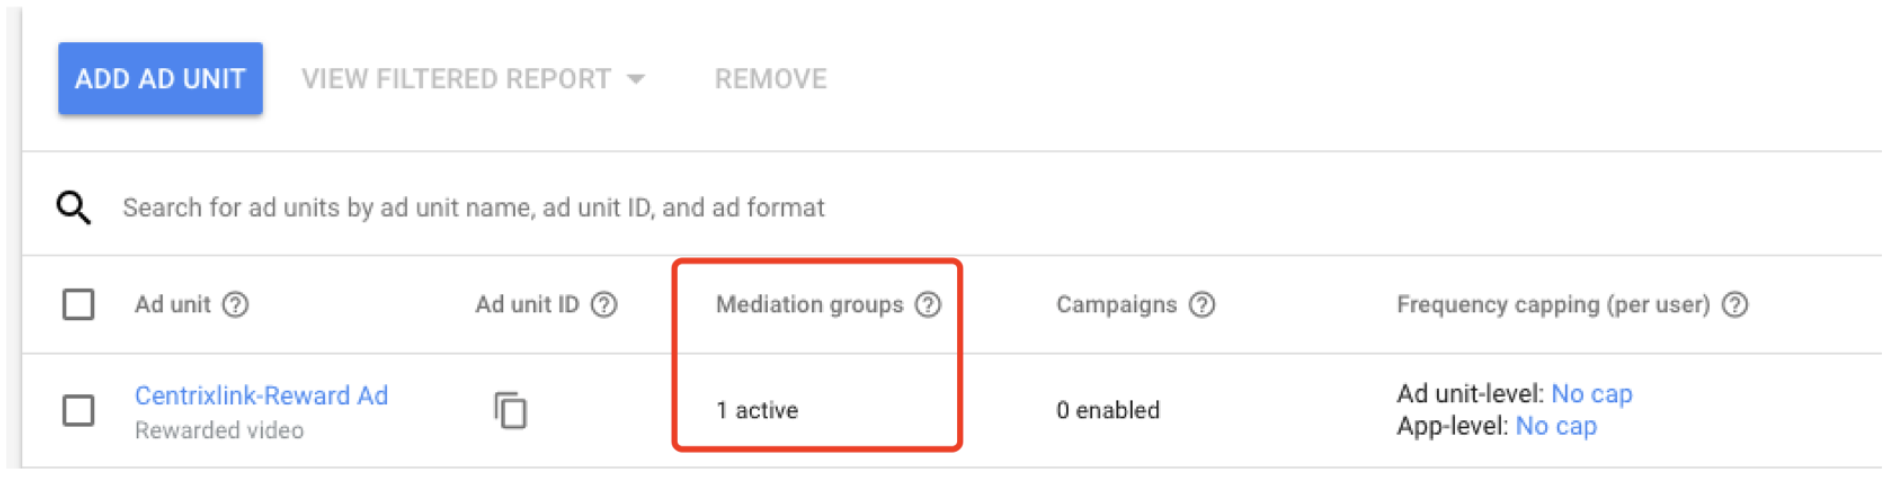 ADD AD UNIT VIEW FILTERED REPORT REMOVE
Search for ad units by ad unit name, ad unit ID, and ad format
Ad unit Ad unit ID Mediation groups Campaigns Frequency capping (per user)
Centrixlink-Reward Ad 1 active 0 enabled Ad unit-level: No cap
Rewarded video App-level: No cap